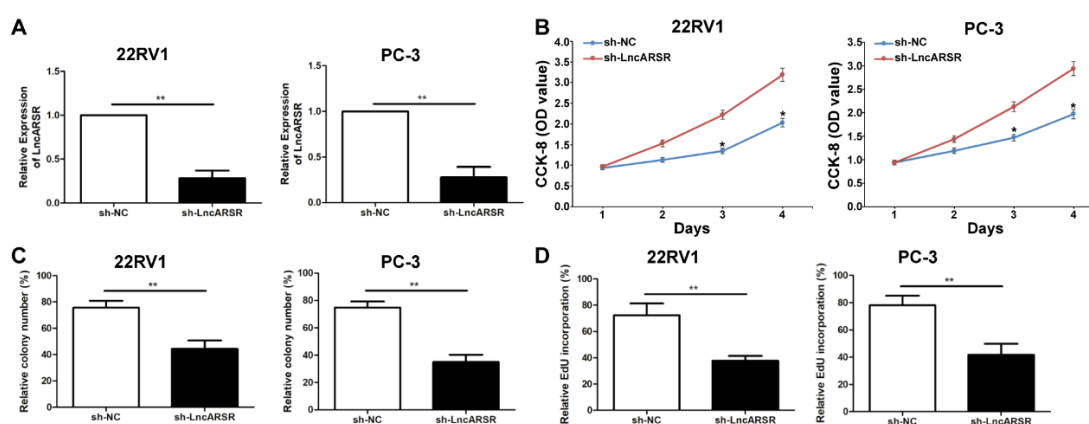 A
22RV1
Relative Expression
of LncARSR
1.5
1.0
0.5
0.0
**
sh-NC
sh-LncARSR
PC-3
Relative Expression
of LncARSR
1.5
1.0
0.5
0.0
**
sh-NC
sh-LncARSR
B
22RV1
CCK-8 (OD value)
4.0
3.5
3.0
2.5
2.0
1.5
1.0
0.5
0.0
sh-NC
sh-LncARSR
*
*
1
2
3
4
Days
PC-3
CCK-8 (OD value)
3.5
3.0
2.5
2.0
1.5
1.0
0.5
0.0
sh-NC
sh-LncARSR
*
*
1
2
3
4
Days
C
22RV1
Relative colony number (%)
100
80
60
40
20
0
**
sh-NC
sh-LncARSR
PC-3
Relative colony number (%)
100
80
60
40
20
0
**
sh-NC
sh-LncARSR
D
22RV1
Relative EdU incorporation (%)
100
80
60
40
20
0
**
sh-NC
sh-LncARSR
PC-3
Relative EdU incorporation (%)
100
80
60
40
20
0
**
sh-NC
sh-LncARSR